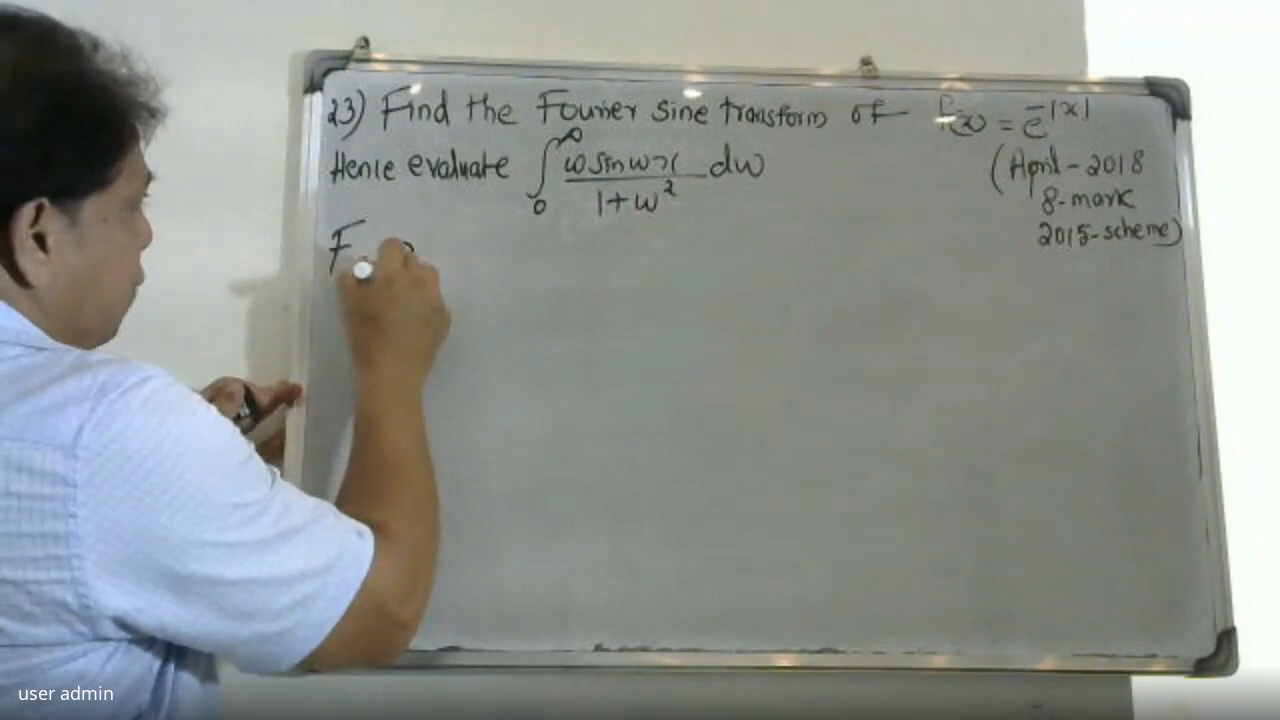 23) Find the Fourier sine transform of f(x) = e^-|x|
Henie evaluate ∫₀^∞ ω sin ωx / 1+ω² dω
(April-2018
8-mark
2015-scheme)
F
user admin